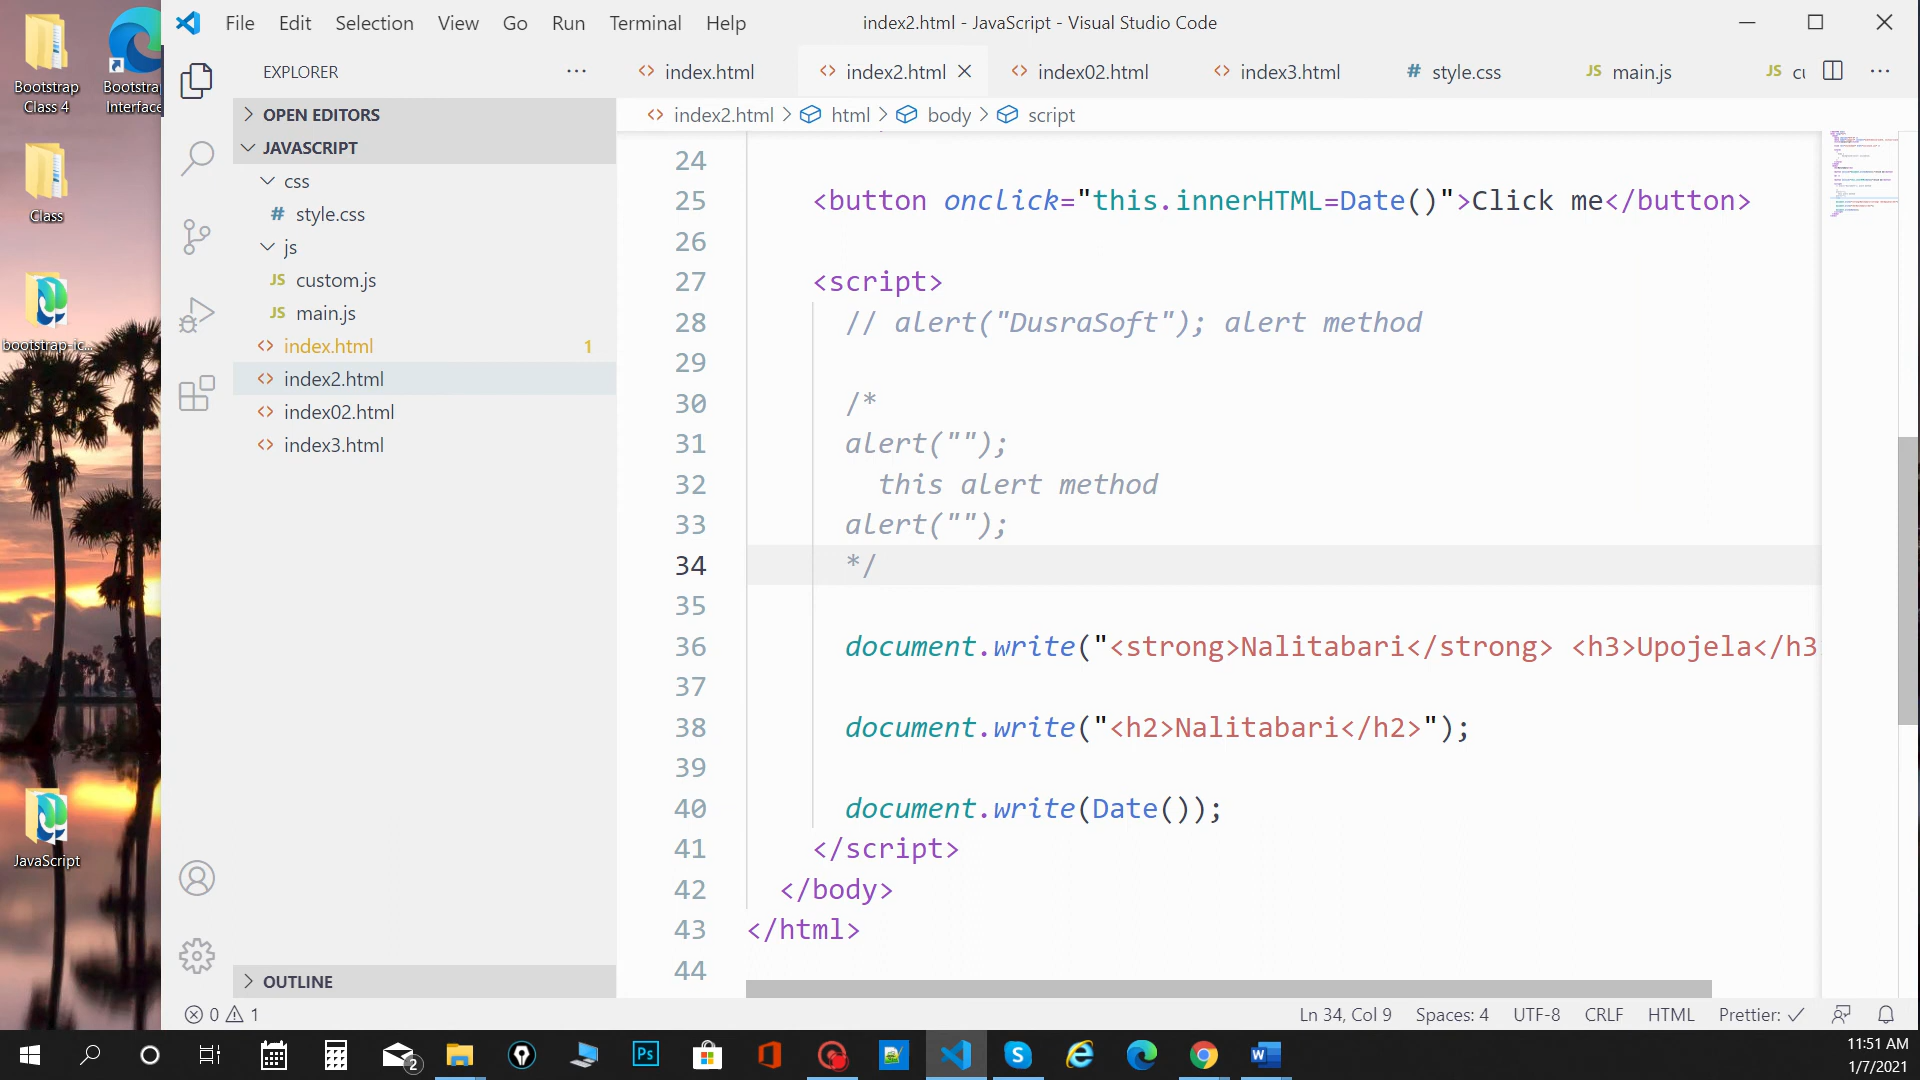 Bootstrap Class 4
Bootstra
Interface
Class
bootstrap-ic...
JavaScript
File Edit Selection View Go Run Terminal Help
index2.html - JavaScript - Visual Studio Code
EXPLORER
OPEN EDITORS
JAVASCRIPT
css
# style.css
js
JS custom.js
JS main.js
<> index.html 1
<> index2.html
<> index02.html
<> index3.html
OUTLINE
<> index.html <> index2.html <> index02.html <> index3.html # style.css JS main.js JS cu
<> index2.html > html > body > script
24
25 <button onclick="this.innerHTML=Date()">Click me</button>
26
27 <script>
28 // alert("DusraSoft"); alert method
29
30 /*
31 alert("");
32 this alert method
33 alert("");
34 */
35
36 document.write("<strong>Nalitabari</strong> <h3>Upojela</h3
37
38 document.write("<h2>Nalitabari</h2>");
39
40 document.write(Date());
41 </script>
42 </body>
43 </html>
44
0 1 Ln 34, Col 9 Spaces: 4 UTF-8 CRLF HTML Prettier: ✓
2
Ps
11:51 AM
1/7/2021